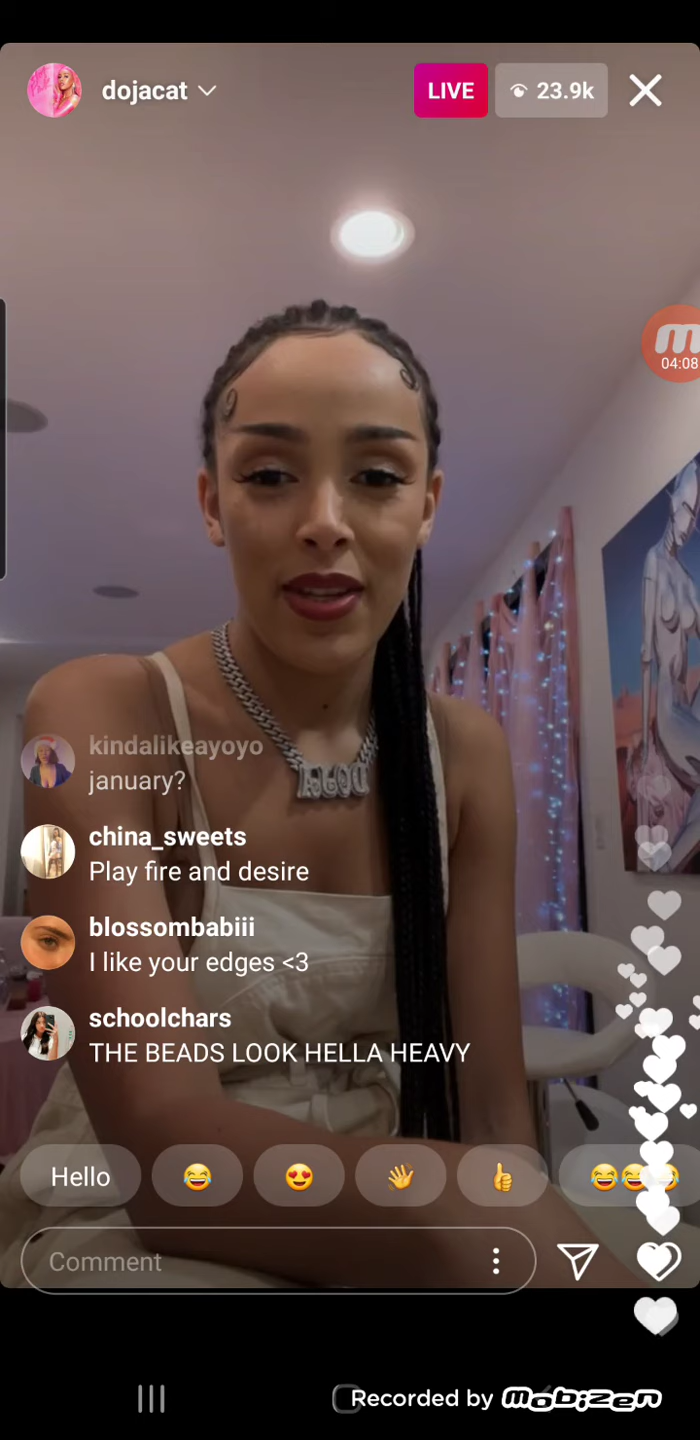 dojacat
LIVE
23.9k
04:08
kindalikeayoyo
january?
china_sweets
Play fire and desire
blossombabiii
I like your edges <3
schoolchars
THE BEADS LOOK HELLA HEAVY
Hello
😂
😍
👋
👍
😂😂😂
Comment
Recorded by mobizen